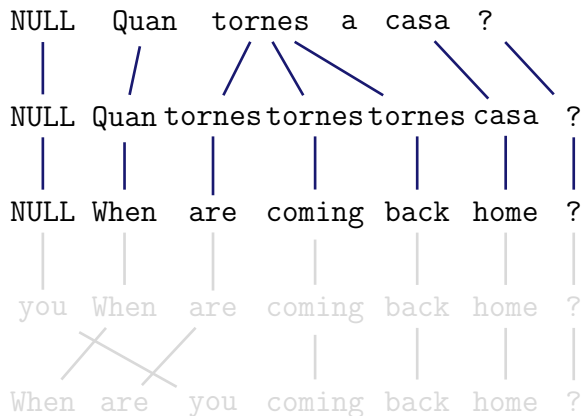 NULL Quan tornes a casa ?
NULL Quan tornes tornes tornes casa ?
NULL When are coming back home ?
you When are coming back home ?
When are you coming back home ?